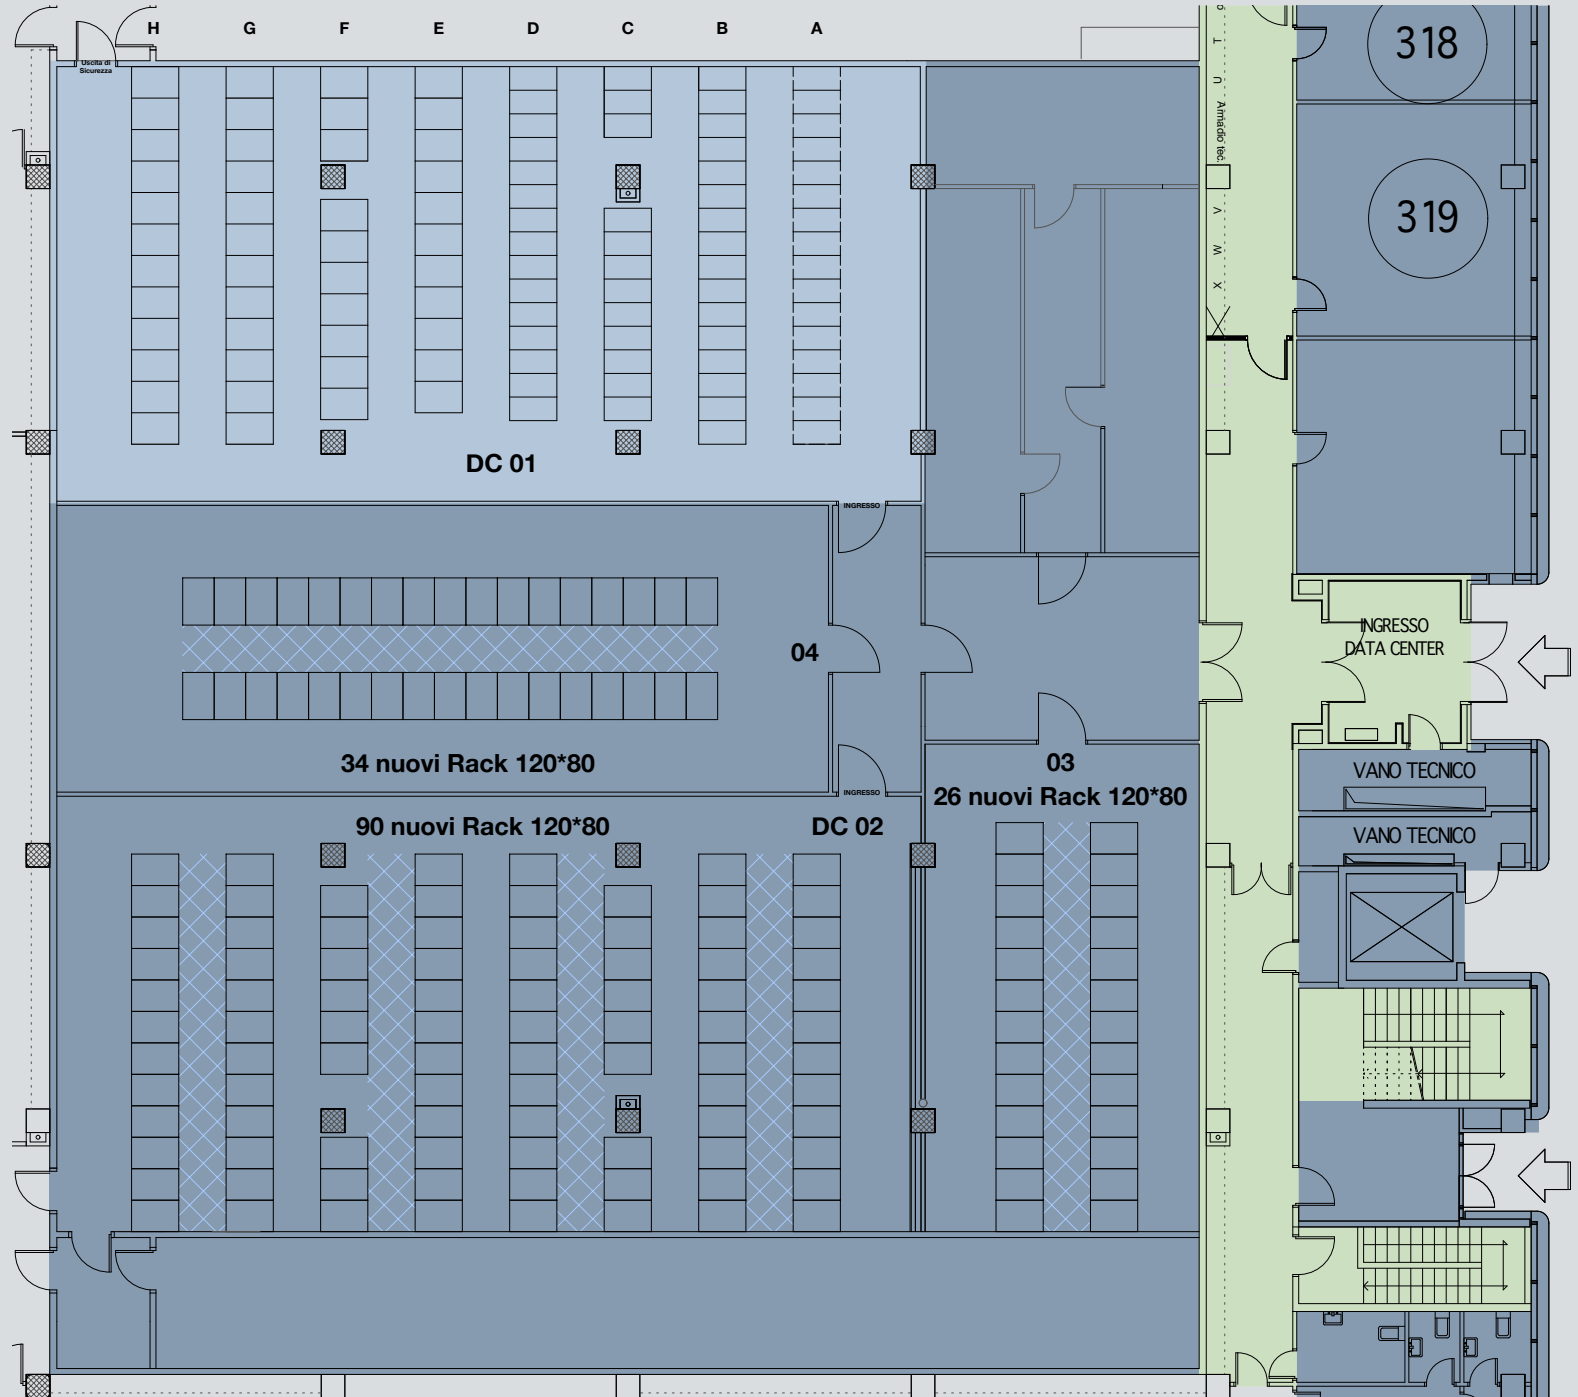 H G F E D C B A
Uscita di
Sicurezza
T
U
Armadio tec.
V
W
X
318
319
DC 01
INGRESSO
04
INGRESSO
DATA CENTER
34 nuovi Rack 120*80
03
26 nuovi Rack 120*80
VANO TECNICO
INGRESSO
90 nuovi Rack 120*80
DC 02
VANO TECNICO